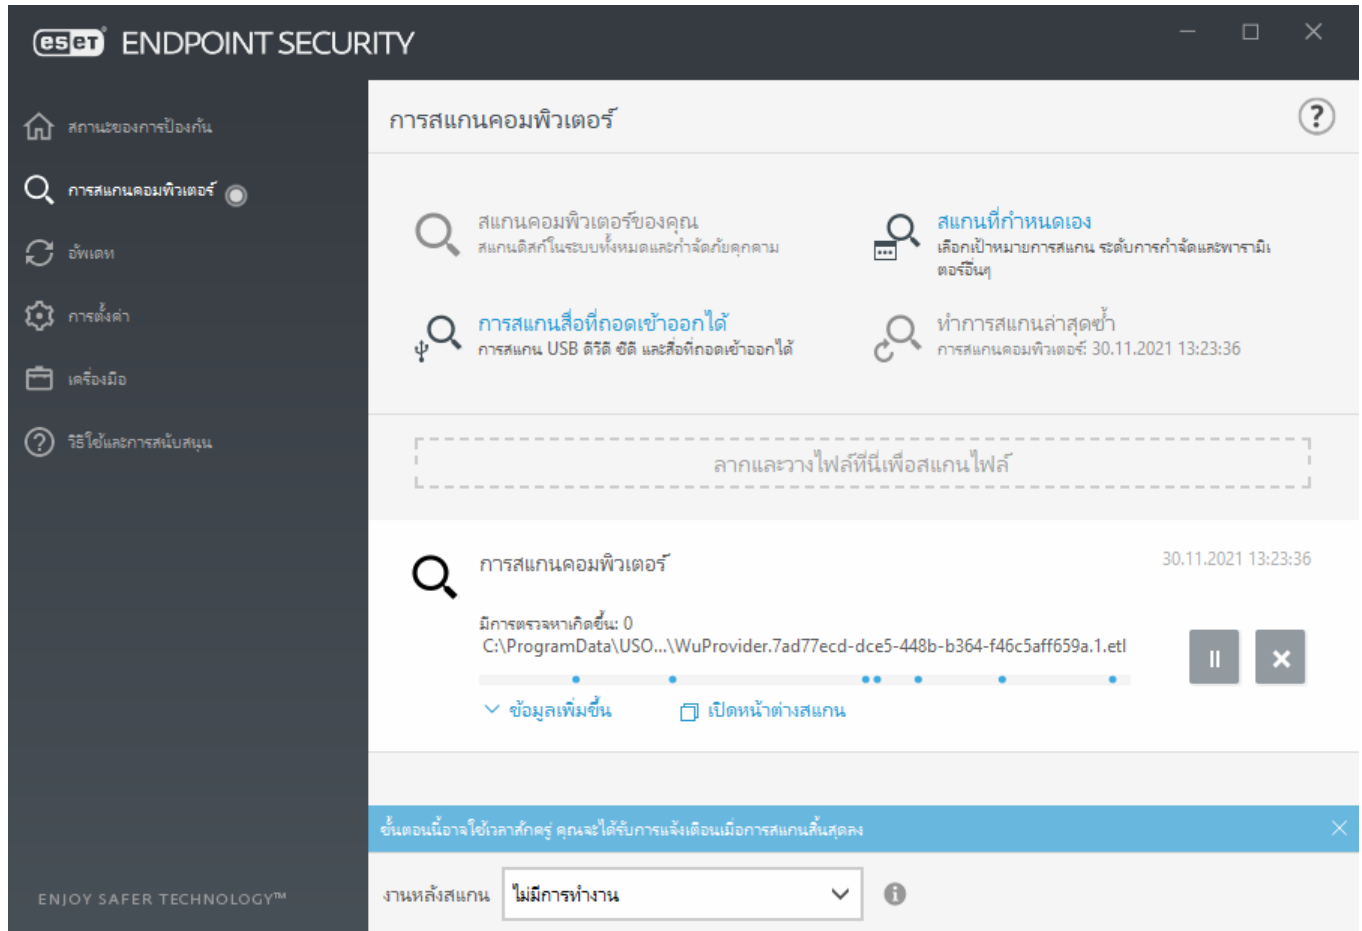 eset ENDPOINT SECURITY
สถานะของการป้องกัน
การสแกนคอมพิวเตอร์
อัพเดท
การตั้งค่า
เครื่องมือ
วิธีใช้และการสนับสนุน
ENJOY SAFER TECHNOLOGY™
การสแกนคอมพิวเตอร์
?
สแกนคอมพิวเตอร์ของคุณ
สแกนดิสก์ในระบบทั้งหมดและกำจัดภัยคุกคาม
สแกนที่กำหนดเอง
เลือกเป้าหมายการสแกน ระดับการกำจัดและพารามิเ
ตอร์อื่นๆ
การสแกนสื่อที่ถอดเข้าออกได้
การสแกน USB ดีวีดี ซีดี และสื่อที่ถอดเข้าออกได้
ทำการสแกนล่าสุดซ้ำ
การสแกนคอมพิวเตอร์: 30.11.2021 13:23:36
ลากและวางไฟล์ที่นี่เพื่อสแกนไฟล์
การสแกนคอมพิวเตอร์
30.11.2021 13:23:36
มีการตรวจหาเกิดขึ้น: 0
C:\ProgramData\USO...\WuProvider.7ad77ecd-dce5-448b-b364-f46c5aff659a.1.etl
ข้อมูลเพิ่มขึ้น
เปิดหน้าต่างสแกน
ขั้นตอนนี้อาจใช้เวลาสักครู่ คุณจะได้รับการแจ้งเตือนเมื่อการสแกนสิ้นสุดลง
งานหลังสแกน
ไม่มีการทำงาน